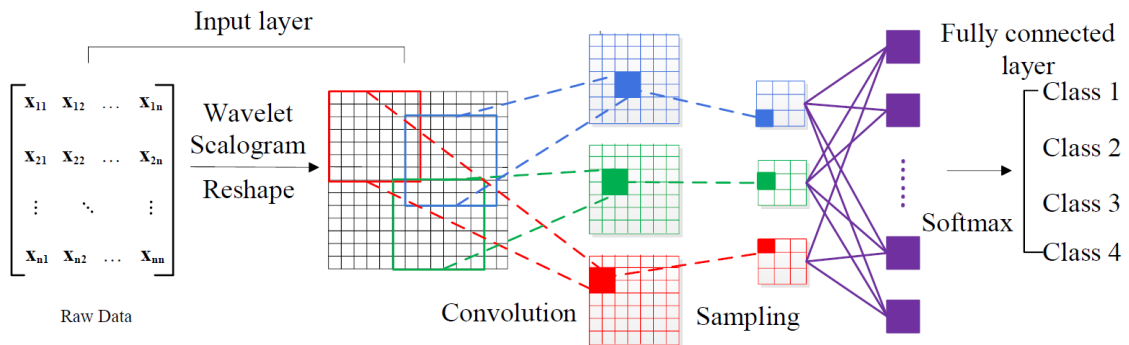 Input layer
x11 x12 … x1n
x21 x22 … x2n
⋮ ⋱ ⋮
xn1 xn2 … xnn
Raw Data
Wavelet
Scalogram
Reshape
Convolution
Sampling
Fully connected
layer
Softmax
Class 1
Class 2
Class 3
Class 4